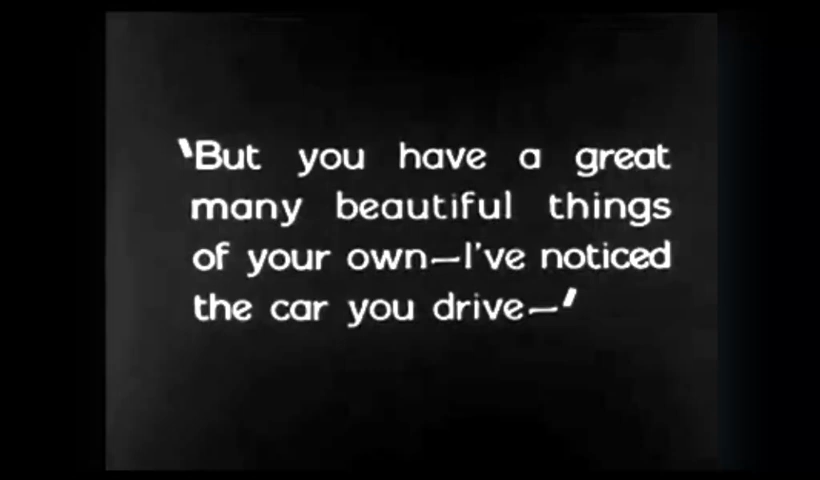 'But you have a great
many beautiful things
of your own—I've noticed
the car you drive—'